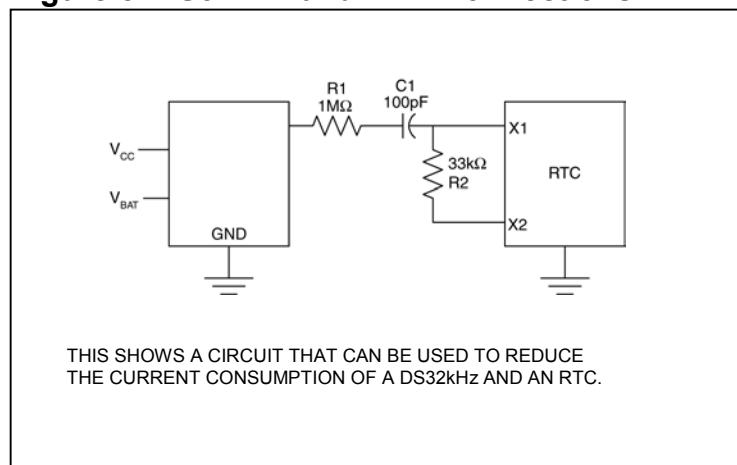 R1
1MΩ
C1
100pF
X1
V_CC
33kΩ
R2
RTC
V_BAT
X2
GND
THIS SHOWS A CIRCUIT THAT CAN BE USED TO REDUCE
THE CURRENT CONSUMPTION OF A DS32kHz AND AN RTC.